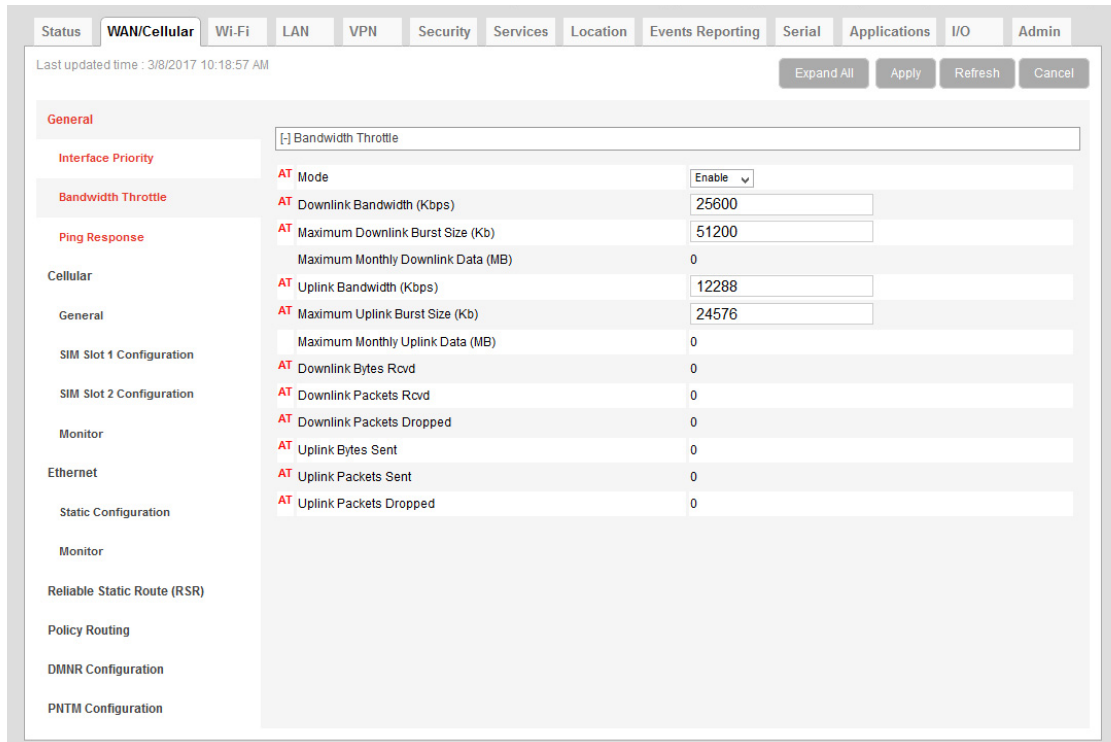 Status WAN/Cellular Wi-Fi LAN VPN Security Services Location Events Reporting Serial Applications I/O Admin
Last updated time : 3/8/2017 10:18:57 AM
Expand All Apply Refresh Cancel
General
Interface Priority
Bandwidth Throttle
Ping Response
Cellular
General
SIM Slot 1 Configuration
SIM Slot 2 Configuration
Monitor
Ethernet
Static Configuration
Monitor
Reliable Static Route (RSR)
Policy Routing
DMNR Configuration
PNTM Configuration
[-] Bandwidth Throttle
AT Mode Enable
AT Downlink Bandwidth (Kbps) 25600
AT Maximum Downlink Burst Size (Kb) 51200
Maximum Monthly Downlink Data (MB) 0
AT Uplink Bandwidth (Kbps) 12288
AT Maximum Uplink Burst Size (Kb) 24576
Maximum Monthly Uplink Data (MB) 0
AT Downlink Bytes Rcvd 0
AT Downlink Packets Rcvd 0
AT Downlink Packets Dropped 0
AT Uplink Bytes Sent 0
AT Uplink Packets Sent 0
AT Uplink Packets Dropped 0